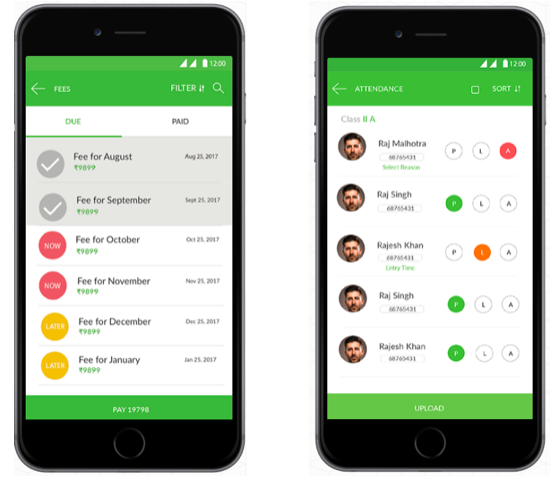 12:00
FEES
FILTER
DUE PAID
Fee for August Aug 25, 2017
₹9899
Fee for September Sept 25, 2017
₹9899
NOW Fee for October Oct 25, 2017
₹9899
NOW Fee for November Nov 25, 2017
₹9899
LATER Fee for December Dec 25, 2017
₹9899
LATER Fee for January Jan 25, 2017
₹9899
PAY 19798
12:00
ATTENDANCE SORT
Class II A
Raj Malhotra P L A
68765431
Select Reason
Raj Singh P L A
68765431
Rajesh Khan P L A
68765431
Entry Time
Raj Singh P L A
68765431
Rajesh Khan P L A
68765431
UPLOAD